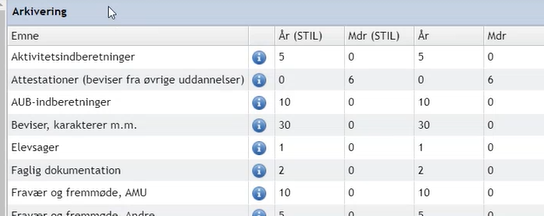 Arkivering
Emne År (STIL) Mdr (STIL) År Mdr
Aktivitetsindberetninger 5 0 5 0
Attestationer (beviser fra øvrige uddannelser) 0 6 0 6
AUB-indberetninger 10 0 10 0
Beviser, karakterer m.m. 30 0 30 0
Elevsager 1 0 1 0
Faglig dokumentation 2 0 2 0
Fravær og fremmøde, AMU 10 0 10 0
Fravær og fremmøde, Andre 5 0 5 0